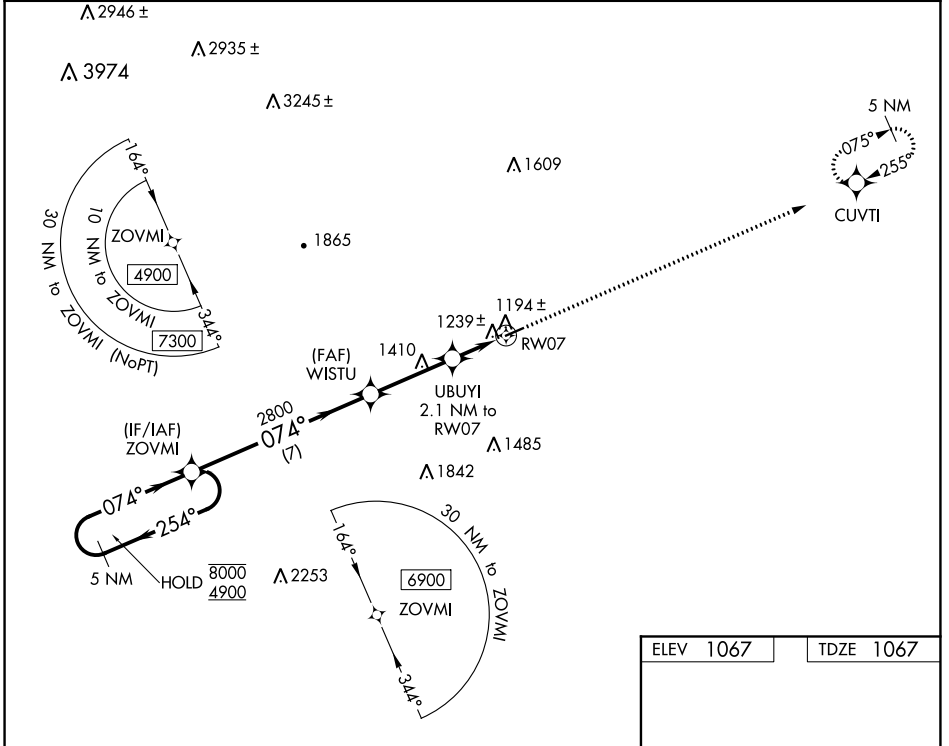 2946 ±
2935 ±
3974
3245 ±
5 NM
075°
255°
CUVTI
1609
164°
ZOVMI
4900
10 NM to ZOVMI
7300
344°
30 NM to ZOVMI (NoPT)
1865
1194 ±
1239 ±
RW07
1410
(FAF)
WISTU
UBUYI
2.1 NM to
RW07
2800
074°
(7)
(IF/IAF)
ZOVMI
1485
1842
074°
254°
5 NM
HOLD
8000
4900
2253
164°
30 NM to ZOVMI
6900
ZOVMI
344°
ELEV 1067
TDZE 1067